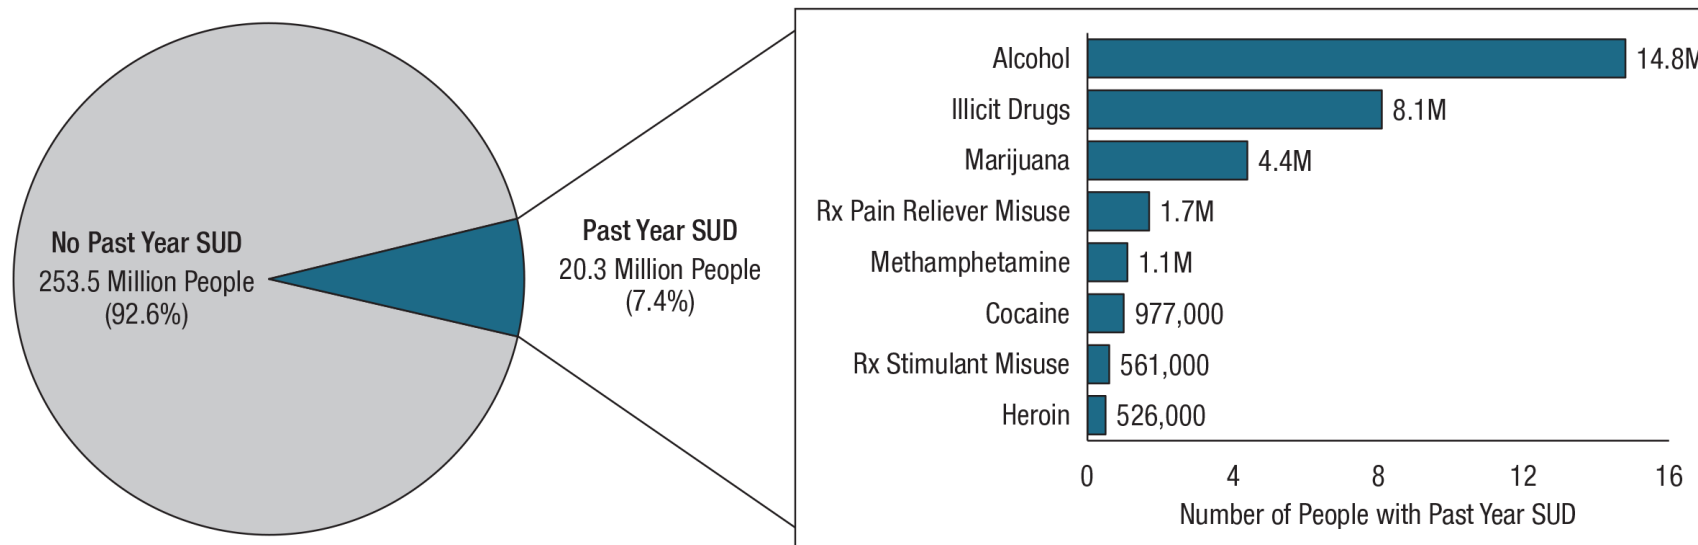 No Past Year SUD
253.5 Million People
(92.6%)
Past Year SUD
20.3 Million People
(7.4%)
Alcohol 14.8M
Illicit Drugs 8.1M
Marijuana 4.4M
Rx Pain Reliever Misuse 1.7M
Methamphetamine 1.1M
Cocaine 977,000
Rx Stimulant Misuse 561,000
Heroin 526,000
0 4 8 12 16
Number of People with Past Year SUD